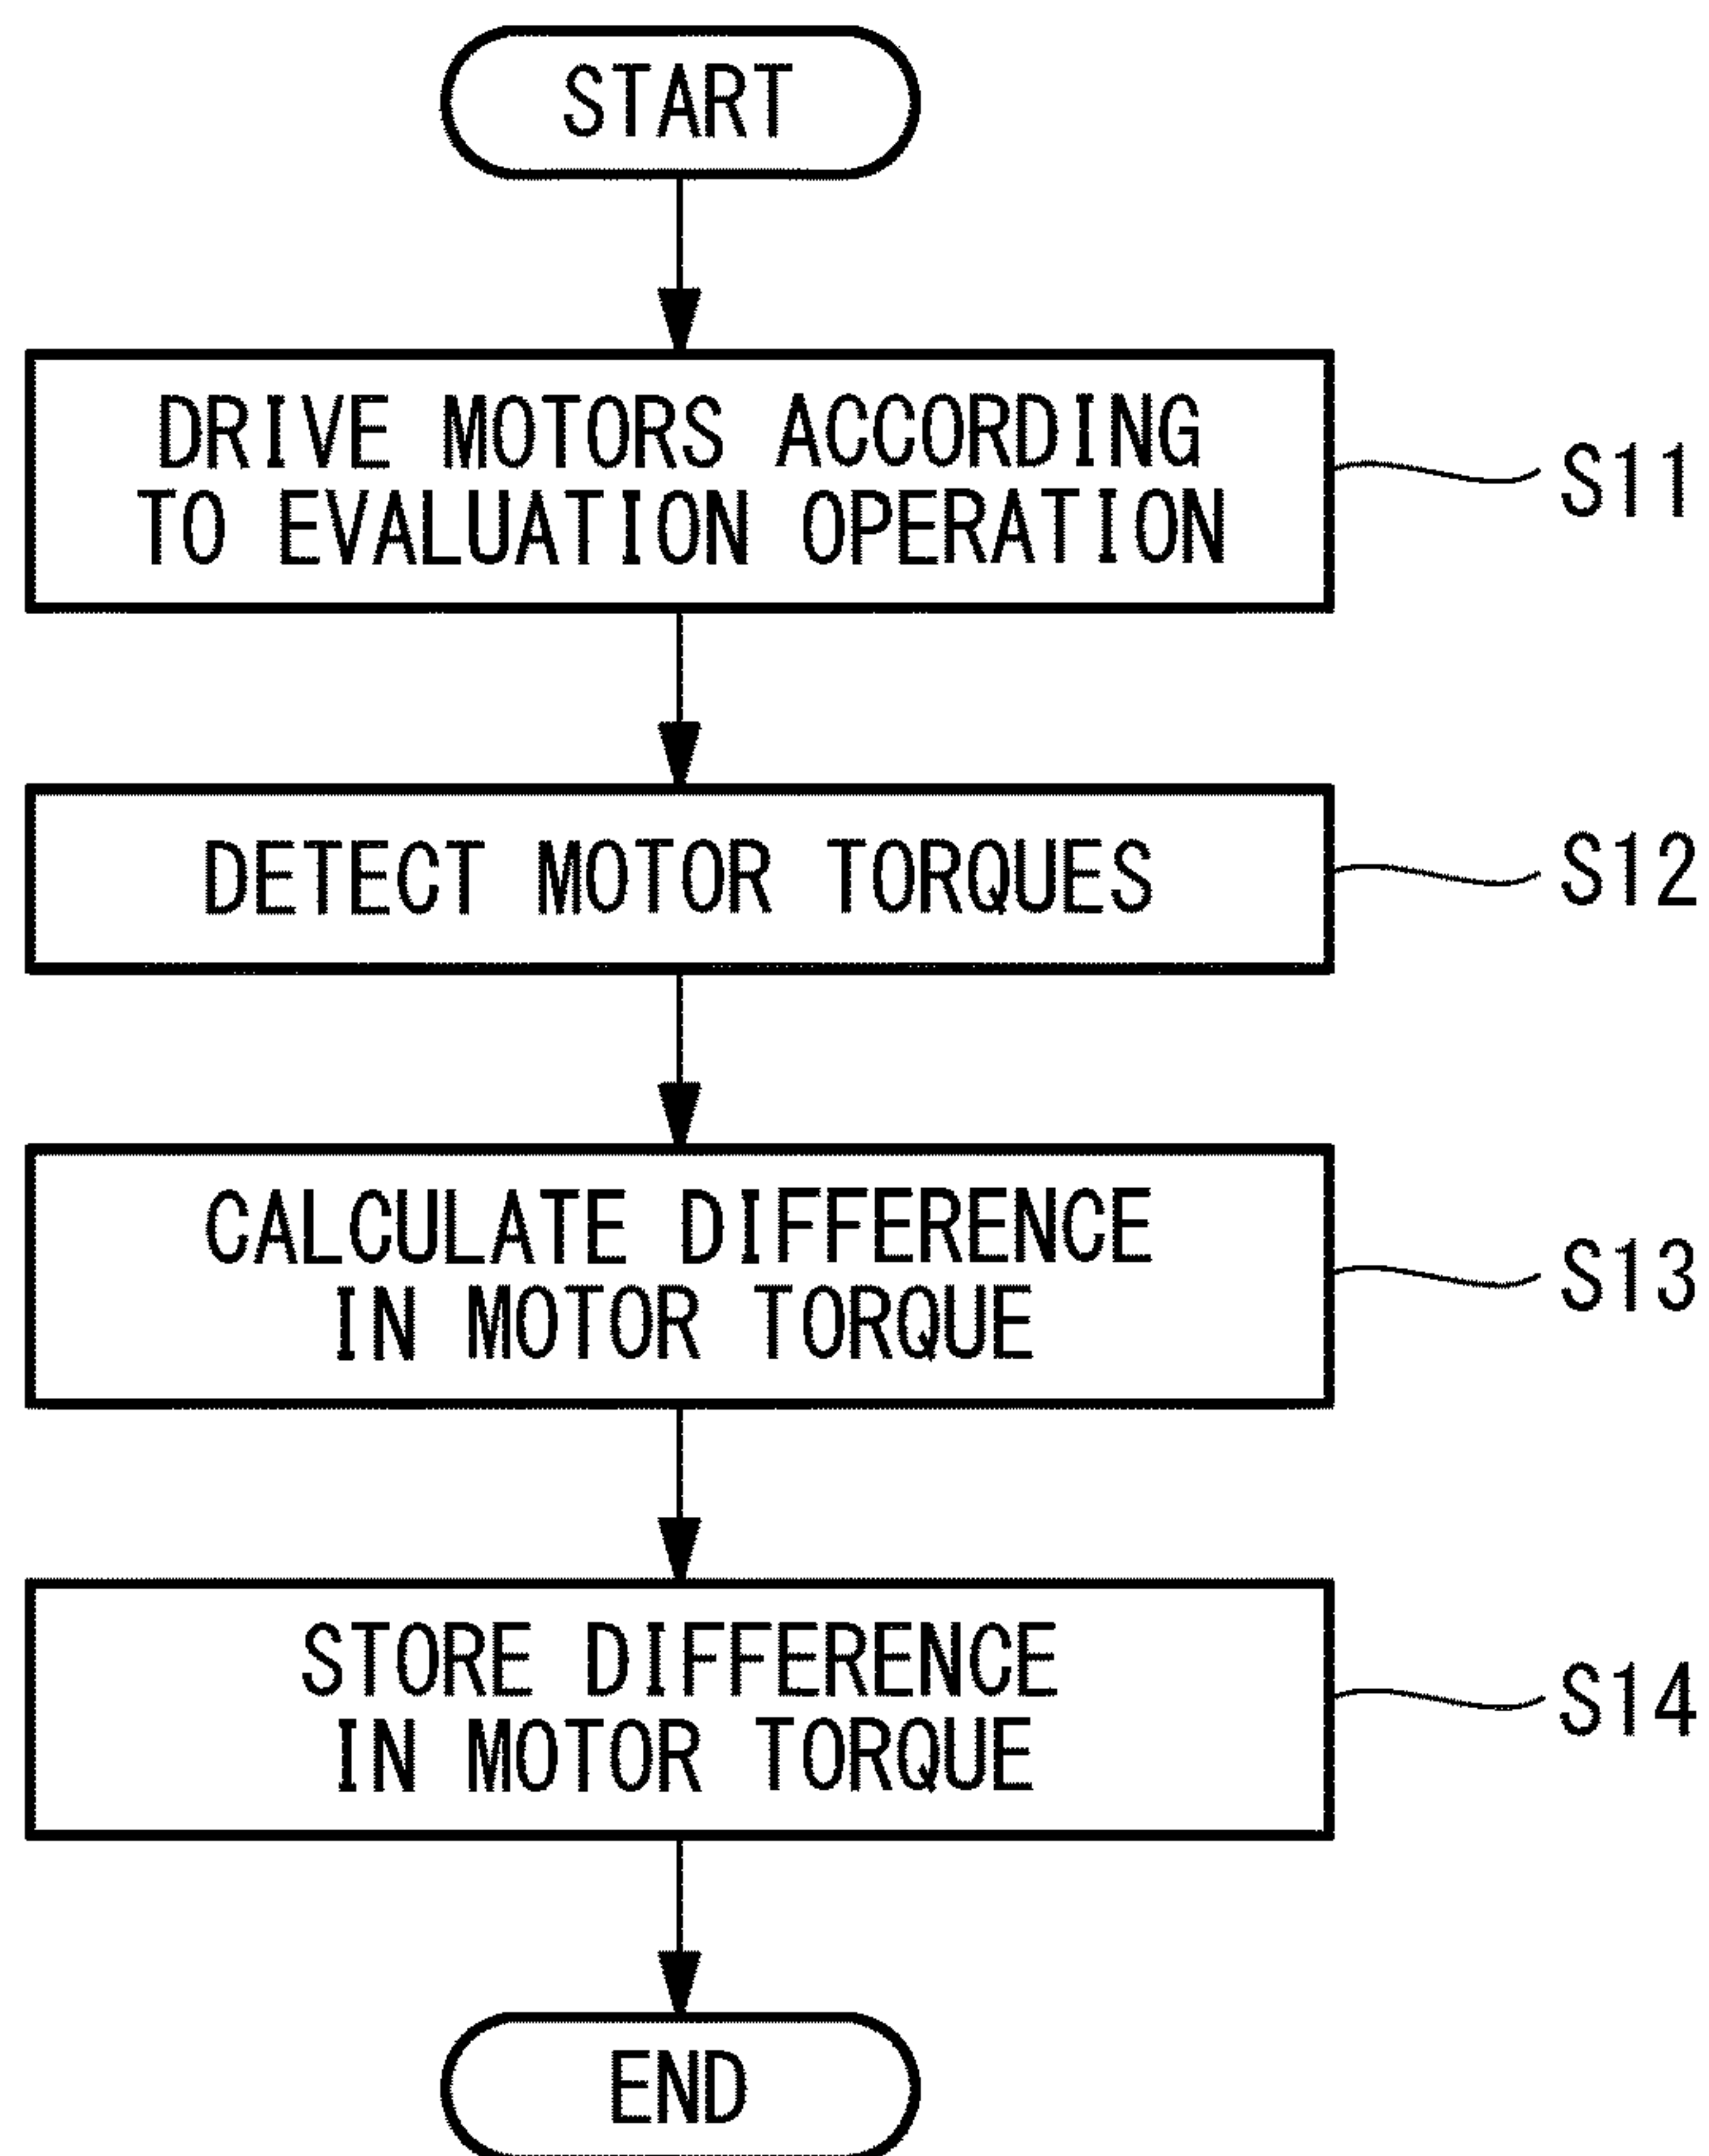 START
DRIVE MOTORS ACCORDING
TO EVALUATION OPERATION
S11
DETECT MOTOR TORQUES
S12
CALCULATE DIFFERENCE
IN MOTOR TORQUE
S13
STORE DIFFERENCE
IN MOTOR TORQUE
S14
END